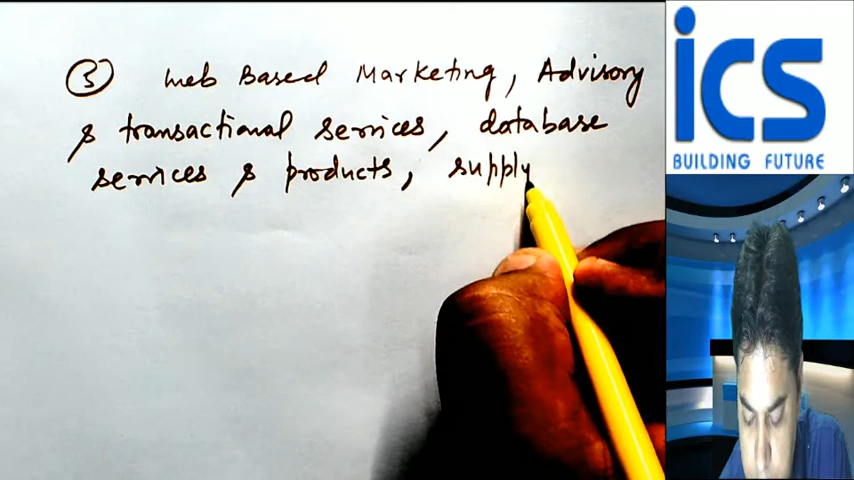 ③ Web Based Marketing, Advisory
& transactional services, database
services & products, supply
ics
BUILDING FUTURE